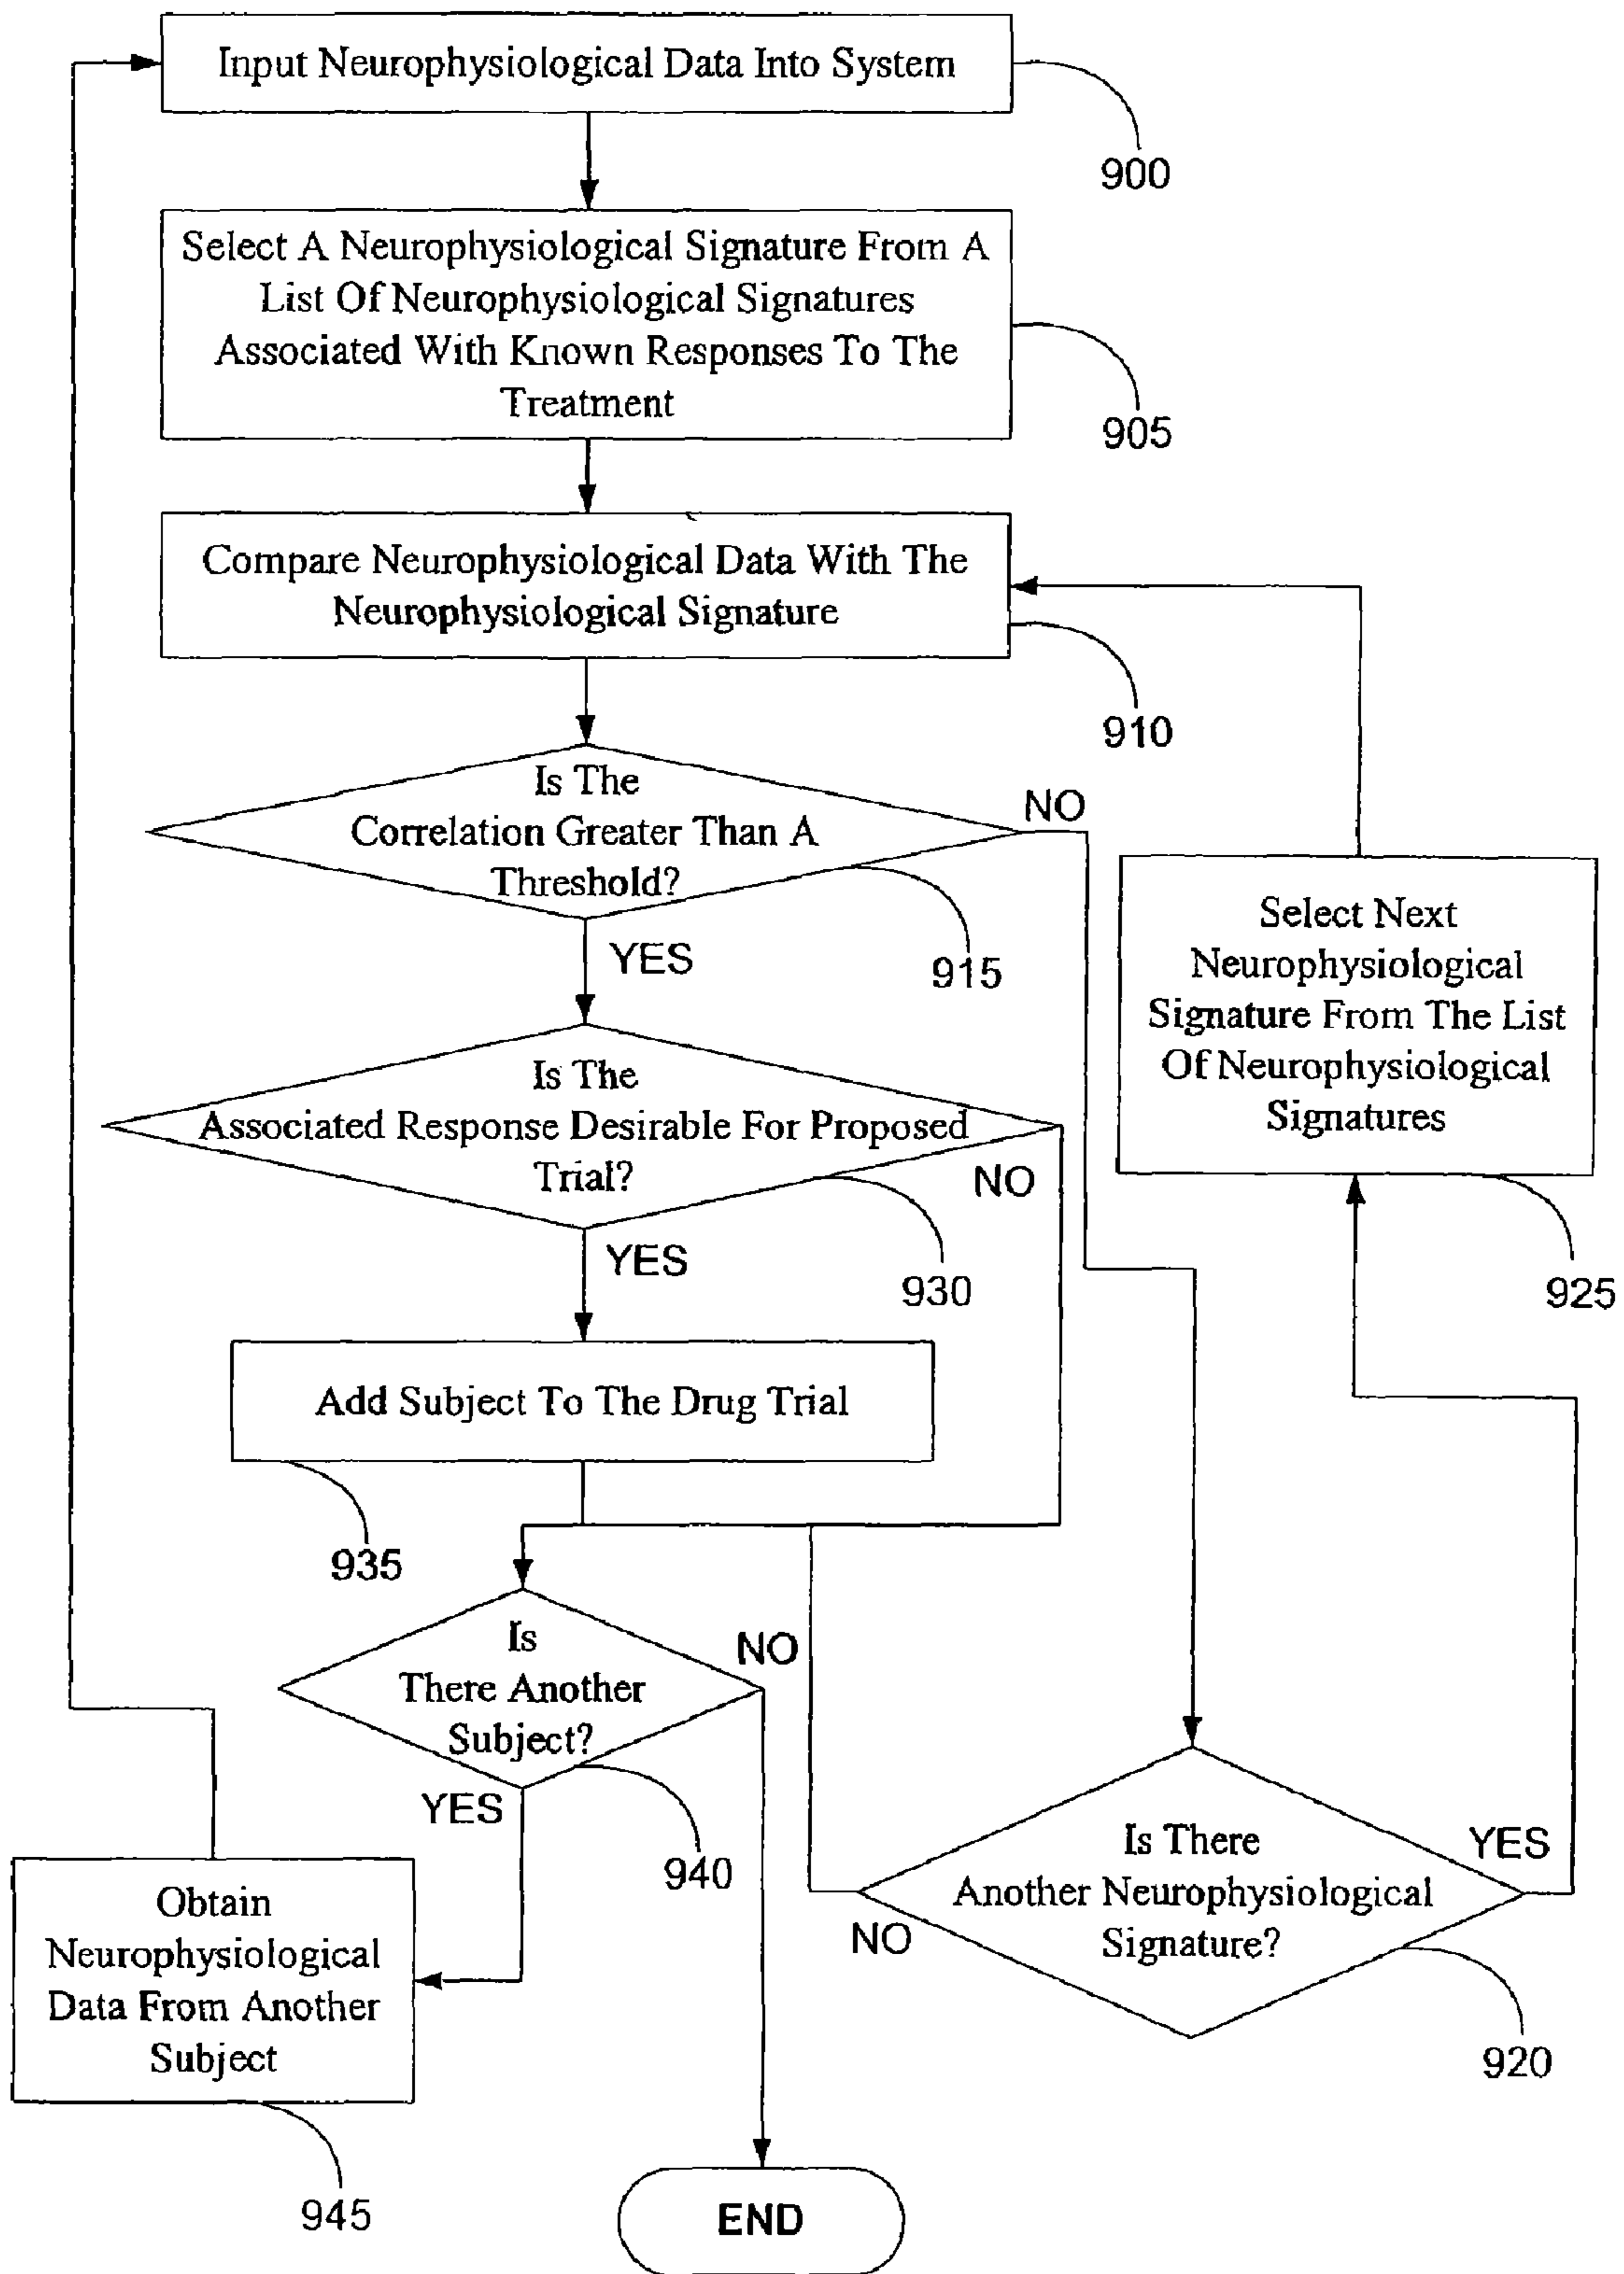 Input Neurophysiological Data Into System
900
Select A Neurophysiological Signature From A
List Of Neurophysiological Signatures
Associated With Known Responses To The
Treatment
905
Compare Neurophysiological Data With The
Neurophysiological Signature
910
Is The
Correlation Greater Than A
Threshold?
NO
915
YES
Select Next
Neurophysiological
Signature From The List
Of Neurophysiological
Signatures
925
Is The
Associated Response Desirable For Proposed
Trial?
NO
930
YES
Add Subject To The Drug Trial
935
Is
There Another
Subject?
NO
940
YES
Is There
Another Neurophysiological
Signature?
YES
NO
920
Obtain
Neurophysiological
Data From Another
Subject
945
END